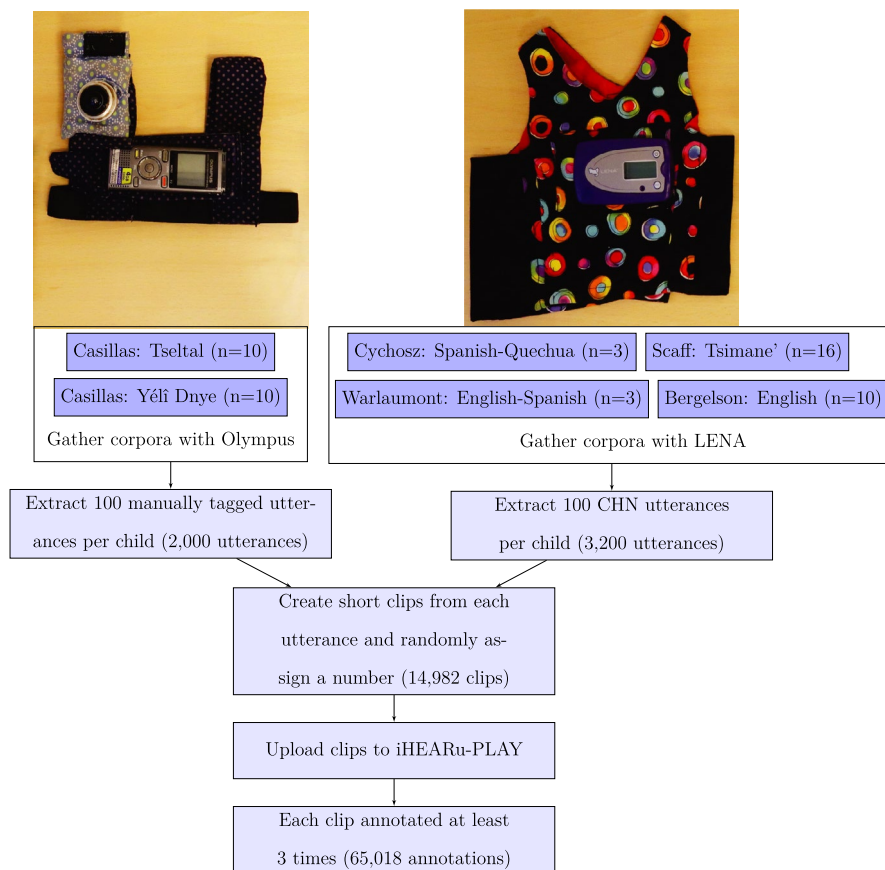 Casillas: Tseltal (n=10)
Casillas: Yélî Dnye (n=10)
Gather corpora with Olympus
Cychosz: Spanish-Quechua (n=3)
Scaff: Tsimane' (n=16)
Warlaumont: English-Spanish (n=3)
Bergelson: English (n=10)
Gather corpora with LENA
Extract 100 manually tagged utter-
ances per child (2,000 utterances)
Extract 100 CHN utterances
per child (3,200 utterances)
Create short clips from each
utterance and randomly as-
sign a number (14,982 clips)
Upload clips to iHEARu-PLAY
Each clip annotated at least
3 times (65,018 annotations)